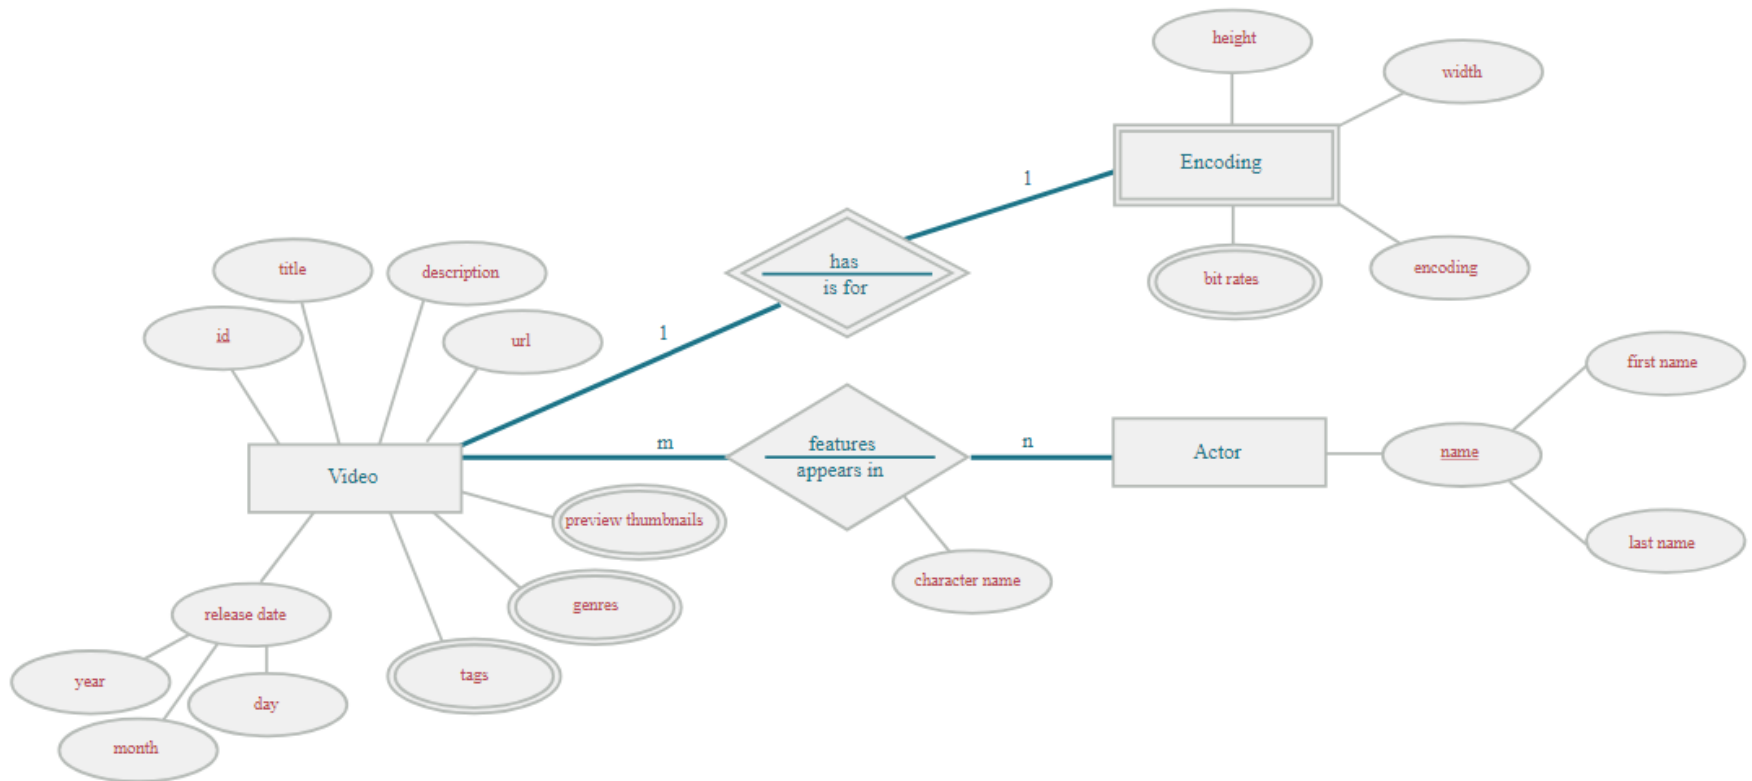 height
width
Encoding
1
has
is for
title
description
bit rates
encoding
id
url
1
first name
features
appears in
m
n
Actor
name
Video
preview thumbnails
last name
character name
genres
release date
tags
year
day
month